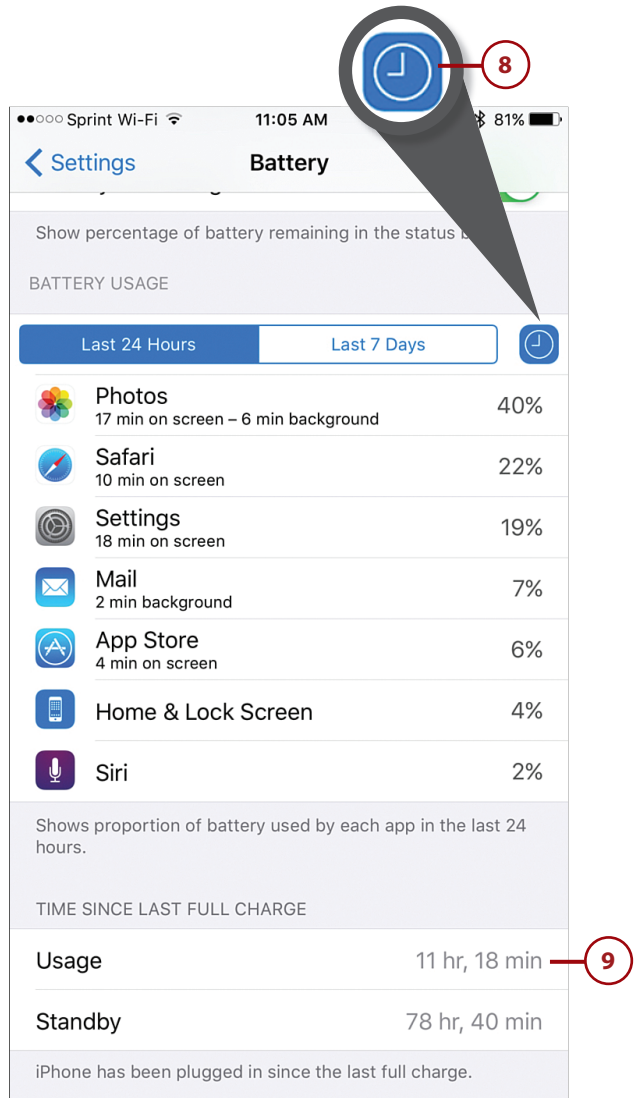 8
Sprint Wi-Fi 11:05 AM 81%
Settings Battery
Show percentage of battery remaining in the status
BATTERY USAGE
Last 24 Hours Last 7 Days
Photos
17 min on screen – 6 min background
40%
Safari
10 min on screen
22%
Settings
18 min on screen
19%
Mail
2 min background
7%
App Store
4 min on screen
6%
Home & Lock Screen 4%
Siri 2%
Shows proportion of battery used by each app in the last 24
hours.
TIME SINCE LAST FULL CHARGE
Usage 11 hr, 18 min 9
Standby 78 hr, 40 min
iPhone has been plugged in since the last full charge.